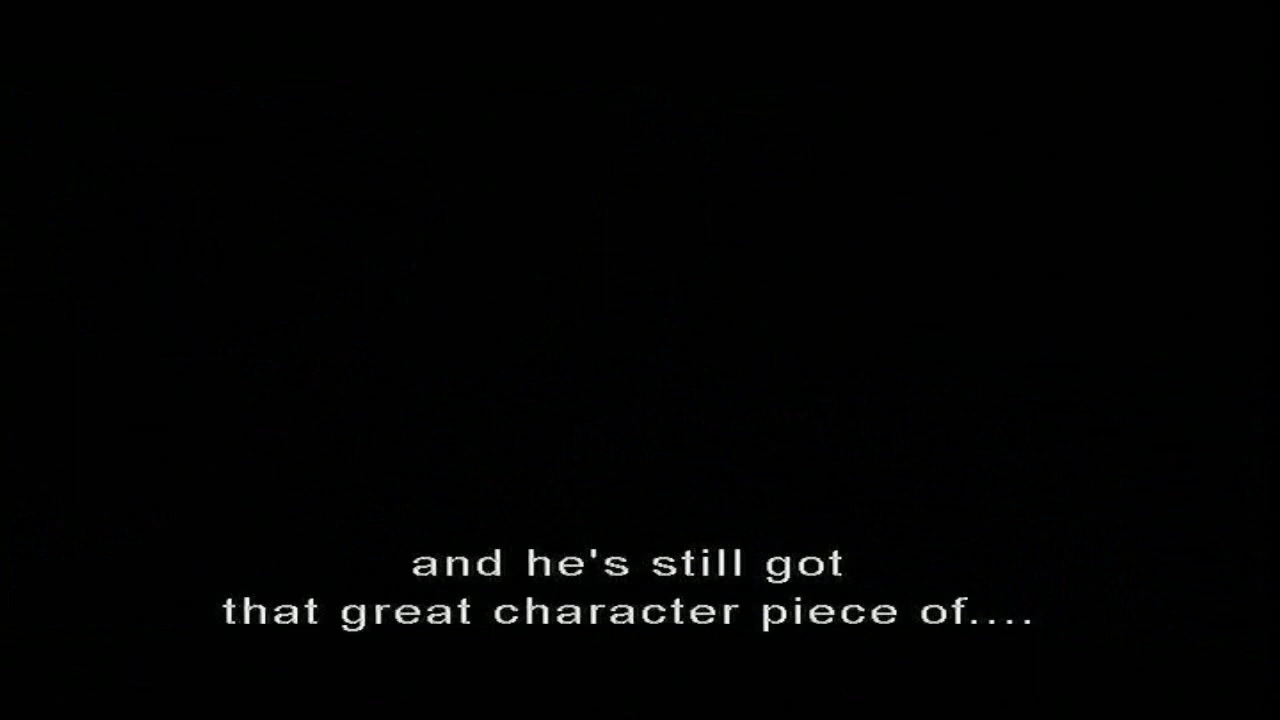 and he's still got
that great character piece of....